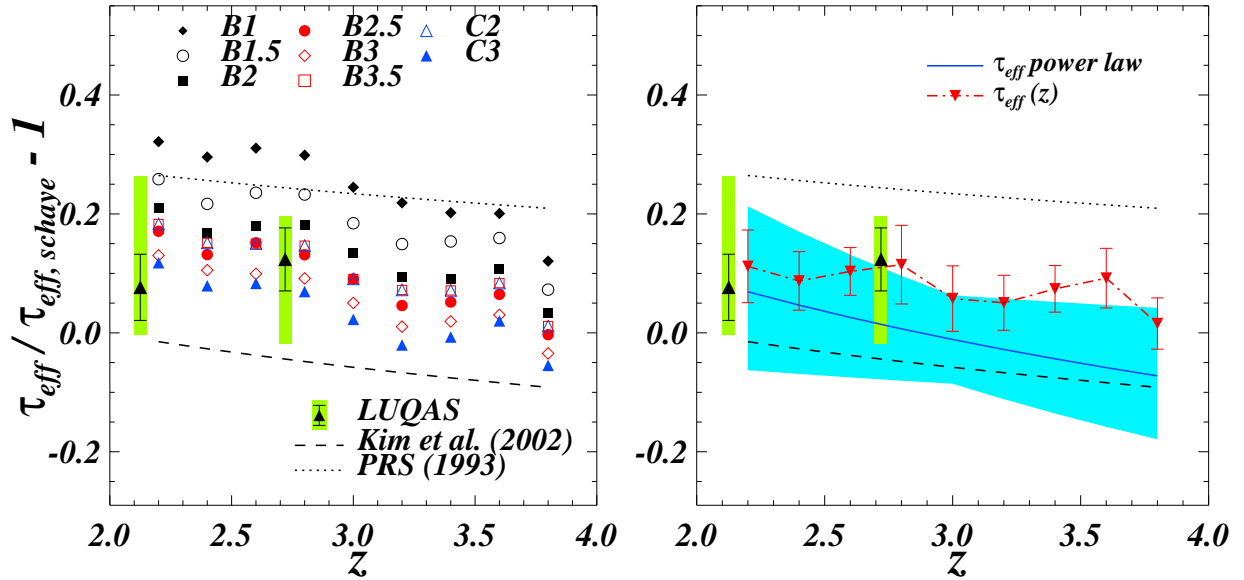 B1 B2.5 C2
B1.5 B3 C3
B2 B3.5
τeff / τeff, schaye - 1
0.4
0.2
0.0
-0.2
LUQAS
Kim et al. (2002)
PRS (1993)
2.0 2.5 3.0 3.5 4.0
z
τeff power law
τeff (z)
0.4
0.2
0.0
-0.2
2.0 2.5 3.0 3.5 4.0
z